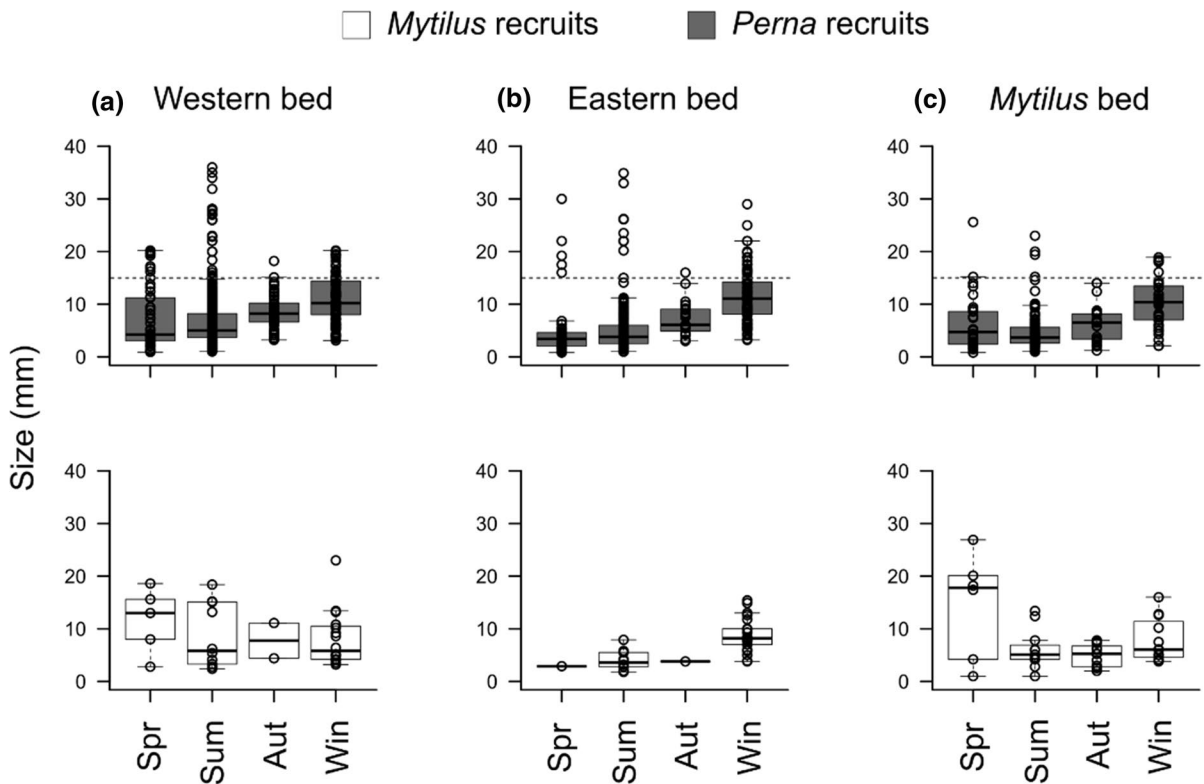 Mytilus recruits Perna recruits
(a) Western bed (b) Eastern bed (c) Mytilus bed
40 40 40
30 30 30
20 20 20
10 10 10
0 0 0
Size (mm)
40 40 40
30 30 30
20 20 20
10 10 10
0 0 0
Spr Sum Aut Win Spr Sum Aut Win Spr Sum Aut Win